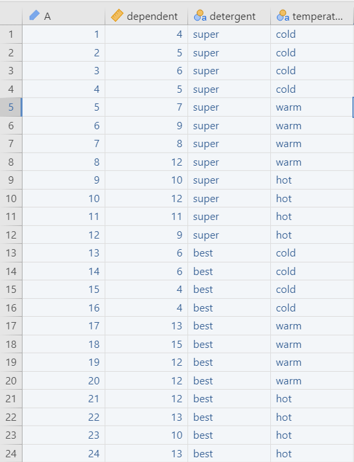 A dependent detergent temperat...
1 1 4 super cold
2 2 5 super cold
3 3 6 super cold
4 4 5 super cold
5 5 7 super warm
6 6 9 super warm
7 7 8 super warm
8 8 12 super warm
9 9 10 super hot
10 10 12 super hot
11 11 11 super hot
12 12 9 super hot
13 13 6 best cold
14 14 6 best cold
15 15 4 best cold
16 16 4 best cold
17 17 13 best warm
18 18 15 best warm
19 19 12 best warm
20 20 12 best warm
21 21 12 best hot
22 22 13 best hot
23 23 10 best hot
24 24 13 best hot